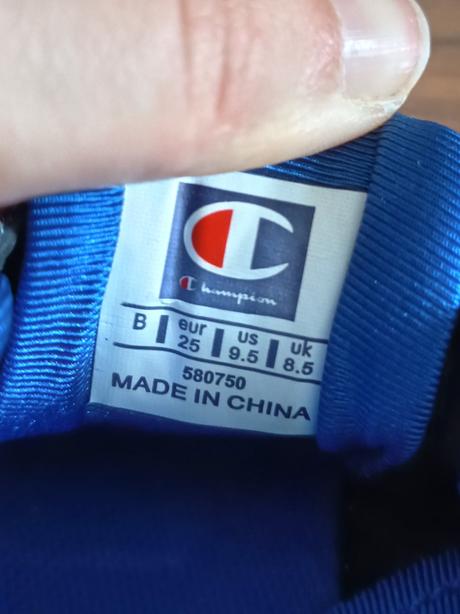 Champion
B | eur 25 | us 9.5 | uk 8.5
580750
MADE IN CHINA